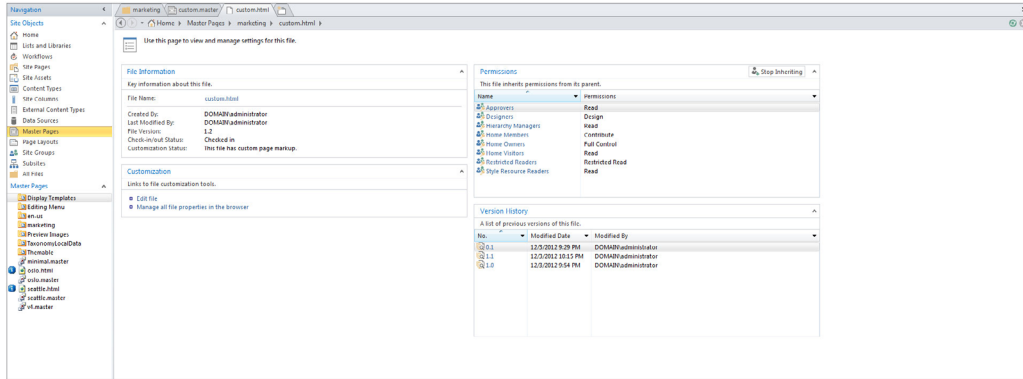 Navigation
marketing
custom.master
custom.html
Site Objects
Home
Master Pages
marketing
custom.html
Home
Lists and Libraries
Workflows
Site Pages
Site Assets
Content Types
Site Columns
External Content Types
Data Sources
Master Pages
Page Layouts
Site Groups
Subsites
All Files
Master Pages
Display Templates
Editing Menu
en-us
marketing
Preview Images
TaxonomyLocalData
Themable
minimal.master
oslo.html
oslo.master
seattle.html
seattle.master
v4.master
Use this page to view and manage settings for this file.
File Information
Key information about this file.
File Name: custom.html
Created By: DOMAIN\administrator
Last Modified By: DOMAIN\administrator
File Version: 1.2
Check-in/out Status: Checked in
Customization Status: This file has custom page markup.
Customization
Links to file customization tools.
Edit file
Manage all file properties in the browser
Permissions
Stop Inheriting
This file inherits permissions from its parent.
Name Permissions
Approvers Read
Designers Design
Hierarchy Managers Read
Home Members Contribute
Home Owners Full Control
Home Visitors Read
Restricted Readers Restricted Read
Style Resource Readers Read
Version History
A list of previous versions of this file.
No. Modified Date Modified By
0.1 12/5/2012 9:29 PM DOMAIN\administrator
1.1 12/3/2012 10:15 PM DOMAIN\administrator
1.0 12/3/2012 9:54 PM DOMAIN\administrator